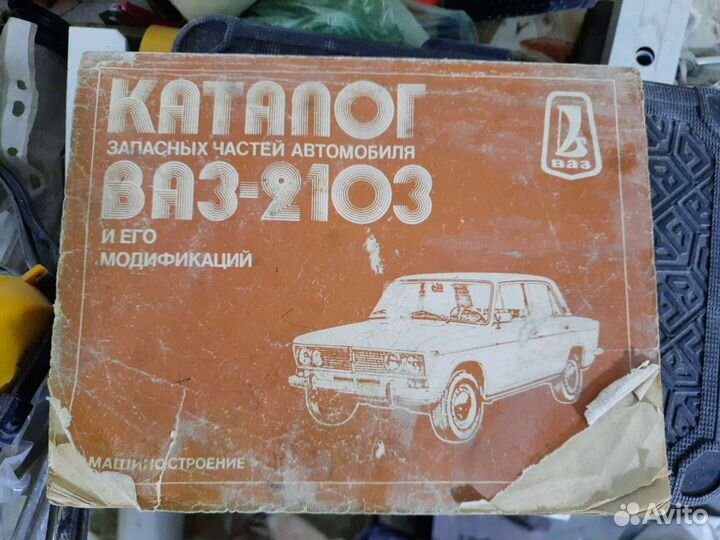 КАТАЛОГ
ЗАПАСНЫХ ЧАСТЕЙ АВТОМОБИЛЯ
ВАЗ-2103
И ЕГО
МОДИФИКАЦИЙ
ВАЗ
МАШИНОСТРОЕНИЕ
Avito